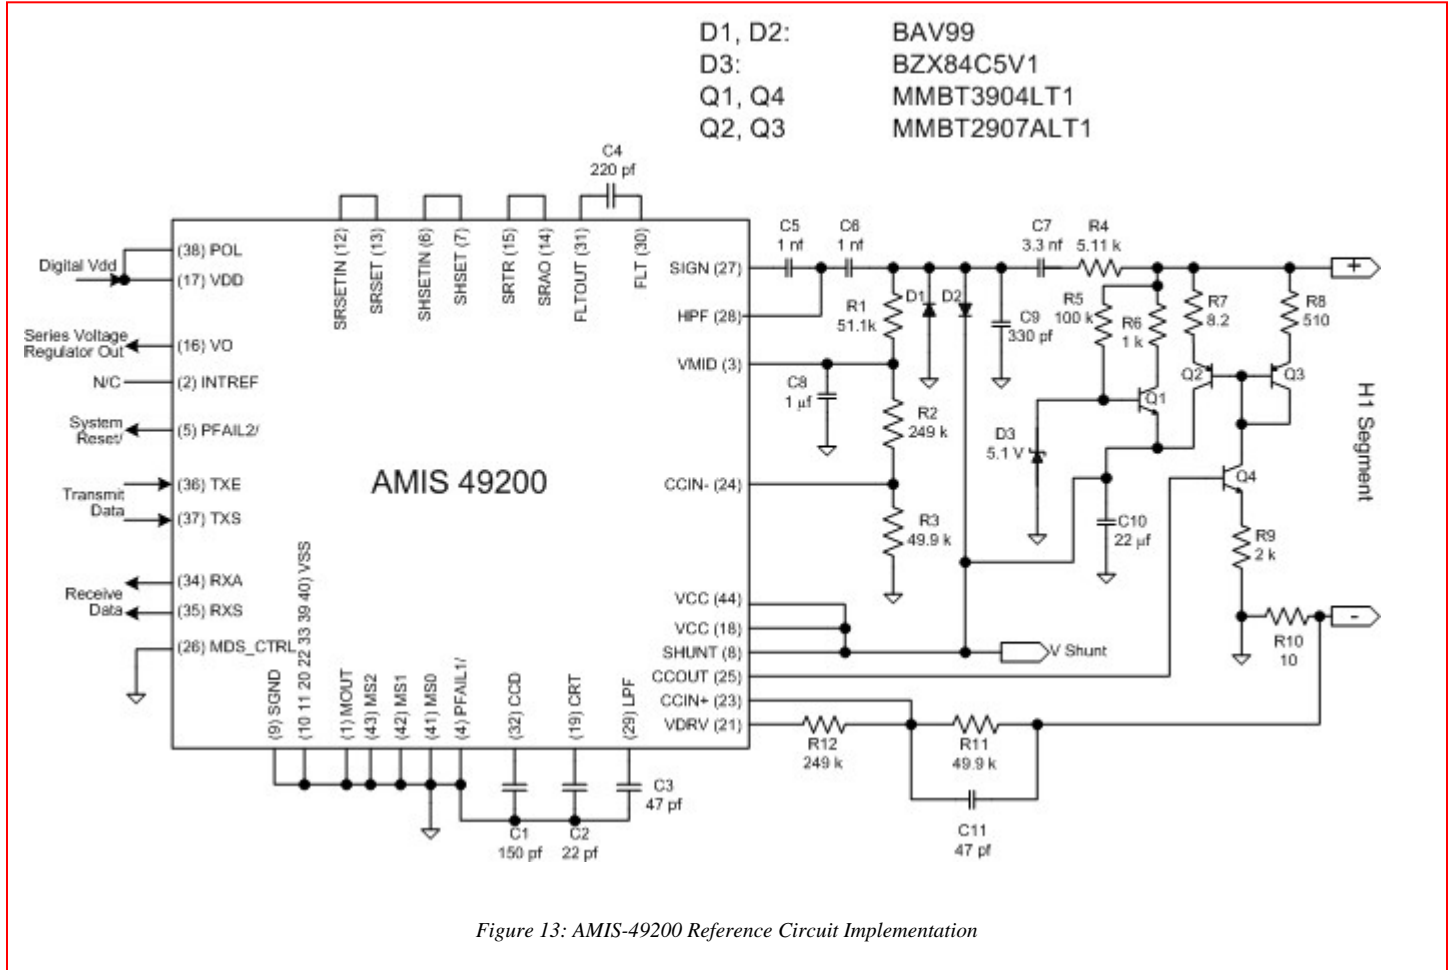 D1, D2: BAV99
D3: BZX84C5V1
Q1, Q4 MMBT3904LT1
Q2, Q3 MMBT2907ALT1
C4
220 pf
SRSETIN (12)
SRSET (13)
SHSETIN (6)
SHSET (7)
SRTR (15)
SRAO (14)
FLTOUT (31)
FLT (30)
Digital Vdd
(38) POL
(17) VDD
Series Voltage
Regulator Out
(16) VO
N/C
(2) INTREF
System
Reset/
(5) PFAIL2/
Transmit
Data
(36) TXE
(37) TXS
Receive
Data
(34) RXA
(35) RXS
(26) MDS_CTRL
AMIS 49200
(9) SGND
(10 11 20 22 33 39 40) VSS
(1) MOUT
(43) MS2
(42) MS1
(41) MS0
(4) PFAIL1/
(32) CCD
(19) CRT
(29) LPF
C1
150 pf
C2
22 pf
C3
47 pf
SIGN (27)
HPF (28)
VMID (3)
CCIN- (24)
VCC (44)
VCC (18)
SHUNT (8)
CCOUT (25)
CCIN+ (23)
VDRV (21)
C5
1 nf
C6
1 nf
C7
3.3 nf
R4
5.11 k
R1
51.1k
D1
D2
C9
330 pf
R5
100 k
R6
1 k
R7
8.2
R8
510
C8
1 µf
R2
249 k
R3
49.9 k
D3
5.1 V
Q1
Q2
Q3
Q4
C10
22 µf
R9
2 k
R10
10
+
-
H1 Segment
V Shunt
R12
249 k
R11
49.9 k
C11
47 pf
Figure 13: AMIS-49200 Reference Circuit Implementation